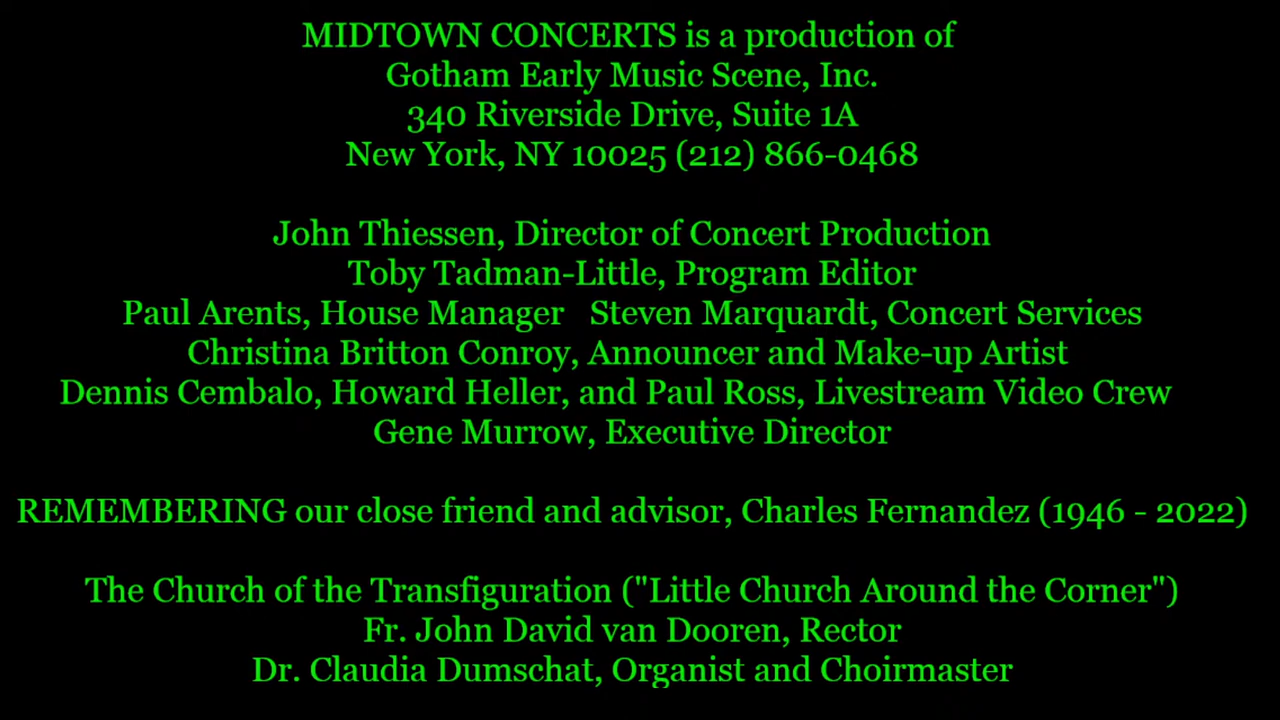 MIDTOWN CONCERTS is a production of
Gotham Early Music Scene, Inc.
340 Riverside Drive, Suite 1A
New York, NY 10025 (212) 866-0468
John Thiessen, Director of Concert Production
Toby Tadman-Little, Program Editor
Paul Arents, House Manager   Steven Marquardt, Concert Services
Christina Britton Conroy, Announcer and Make-up Artist
Dennis Cembalo, Howard Heller, and Paul Ross, Livestream Video Crew
Gene Murrow, Executive Director
REMEMBERING our close friend and advisor, Charles Fernandez (1946 - 2022)
The Church of the Transfiguration ("Little Church Around the Corner")
Fr. John David van Dooren, Rector
Dr. Claudia Dumschat, Organist and Choirmaster